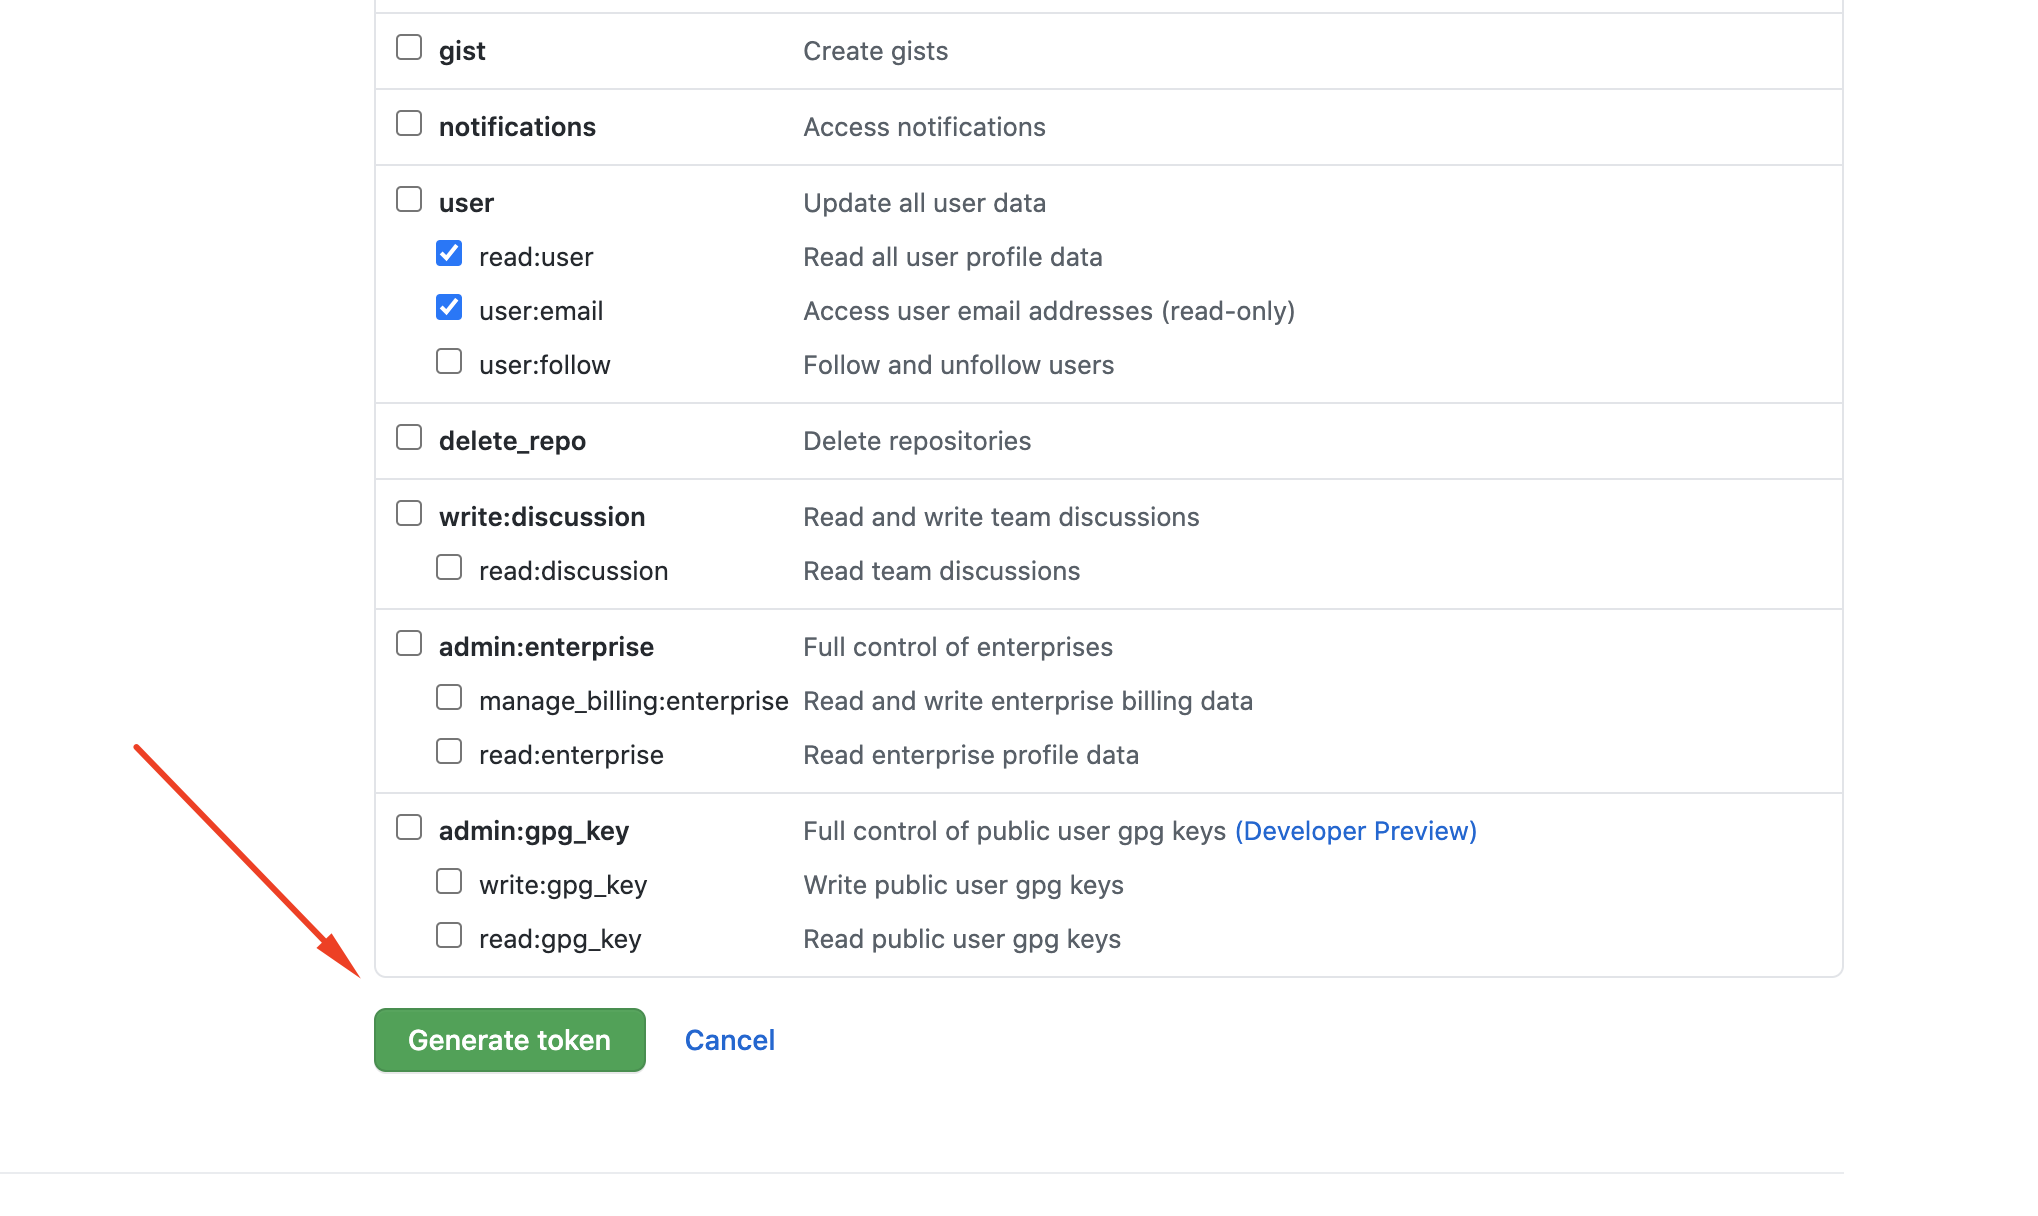 gist Create gists
notifications Access notifications
user Update all user data
read:user Read all user profile data
user:email Access user email addresses (read-only)
user:follow Follow and unfollow users
delete_repo Delete repositories
write:discussion Read and write team discussions
read:discussion Read team discussions
admin:enterprise Full control of enterprises
manage_billing:enterprise Read and write enterprise billing data
read:enterprise Read enterprise profile data
admin:gpg_key Full control of public user gpg keys (Developer Preview)
write:gpg_key Write public user gpg keys
read:gpg_key Read public user gpg keys
Generate token Cancel